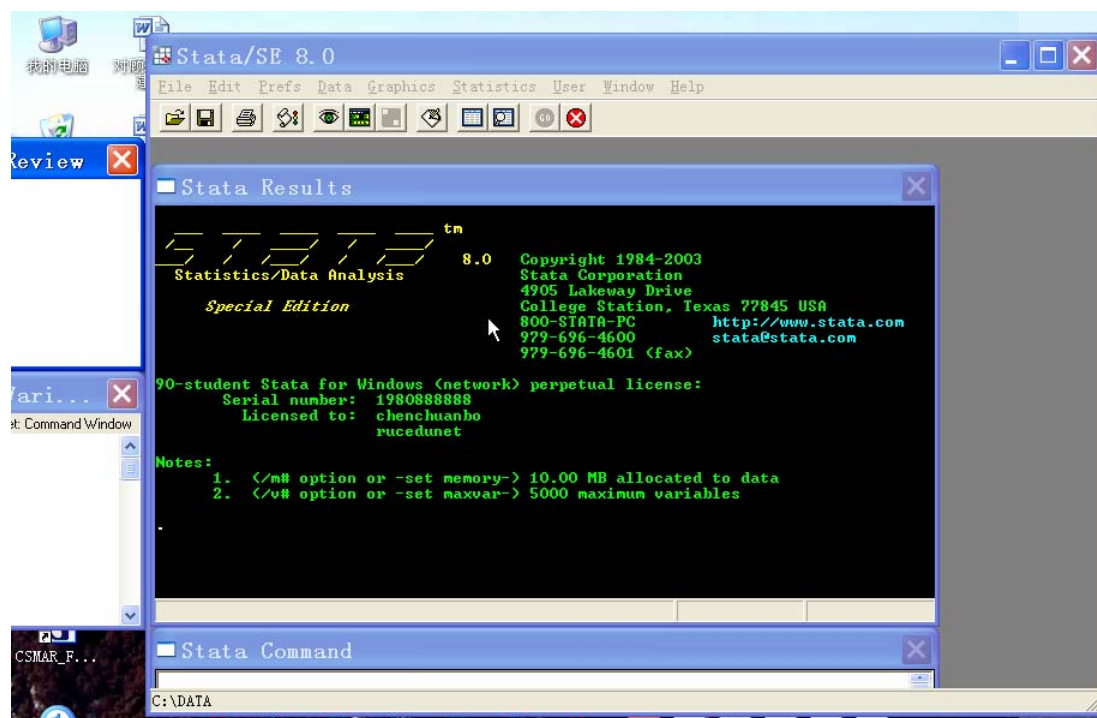 我的电脑
Stata/SE 8.0
File Edit Prefs Data Graphics Statistics User Window Help
Review
Stata Results
tm
8.0
Statistics/Data Analysis
Special Edition
Copyright 1984-2003
Stata Corporation
4905 Lakeway Drive
College Station, Texas 77845 USA
800-STATA-PC http://www.stata.com
979-696-4600 stata@stata.com
979-696-4601 (fax)
90-student Stata for Windows (network) perpetual license:
Serial number: 1980888888
Licensed to: chenchuanbo
rucedunet
Notes:
1. (/m# option or -set memory-) 10.00 MB allocated to data
2. (/v# option or -set maxvar-) 5000 maximum variables
.
Vari...
et: Command Window
CSMAR_F...
Stata Command
C:\DATA